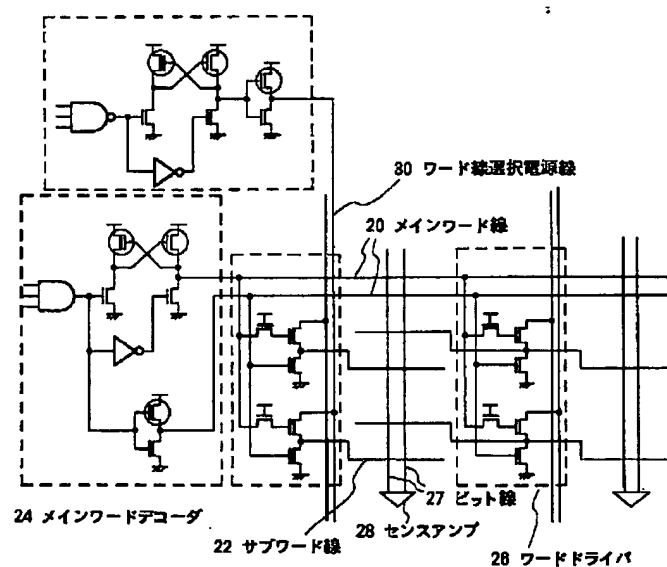 30 ワード線選択電源線
20 メインワード線
24 メインワードデコーダ
27 ビット線
28 センスアンプ
22 サブワード線
26 ワードドライバ